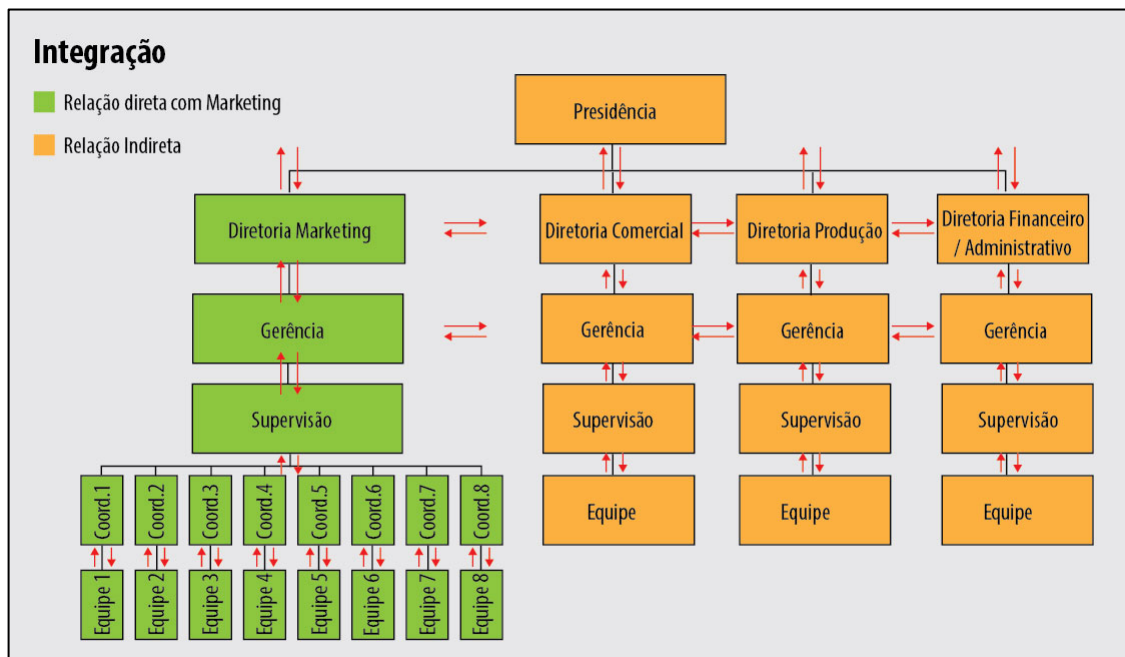 Integração
Relação direta com Marketing
Relação Indireta
Presidência
Diretoria Marketing
Diretoria Comercial
Diretoria Produção
Diretoria Financeiro
/ Administrativo
Gerência
Gerência
Gerência
Gerência
Supervisão
Supervisão
Supervisão
Supervisão
Coord.1
Coord.2
Coord.3
Coord.4
Coord.5
Coord.6
Coord.7
Coord.8
Equipe
Equipe
Equipe
Equipe 1
Equipe 2
Equipe 3
Equipe 4
Equipe 5
Equipe 6
Equipe 7
Equipe 8